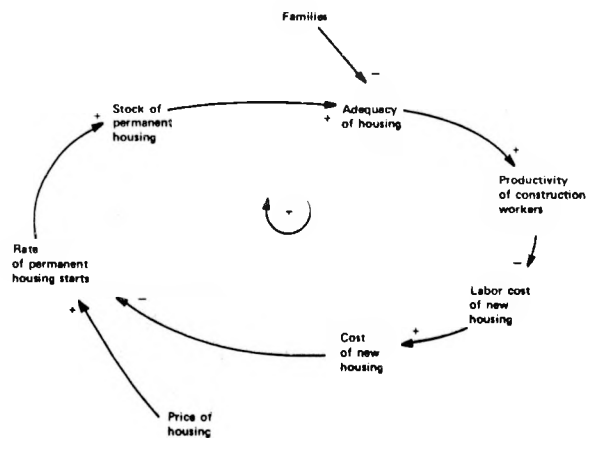 Families
−
+
Stock of
permanent
housing
+
Adequacy
of housing
+
Productivity
of construction
workers
+
Rate
of permanent
housing starts
−
Labor cost
of new
housing
−
+
+
Cost
of new
housing
Price of
housing